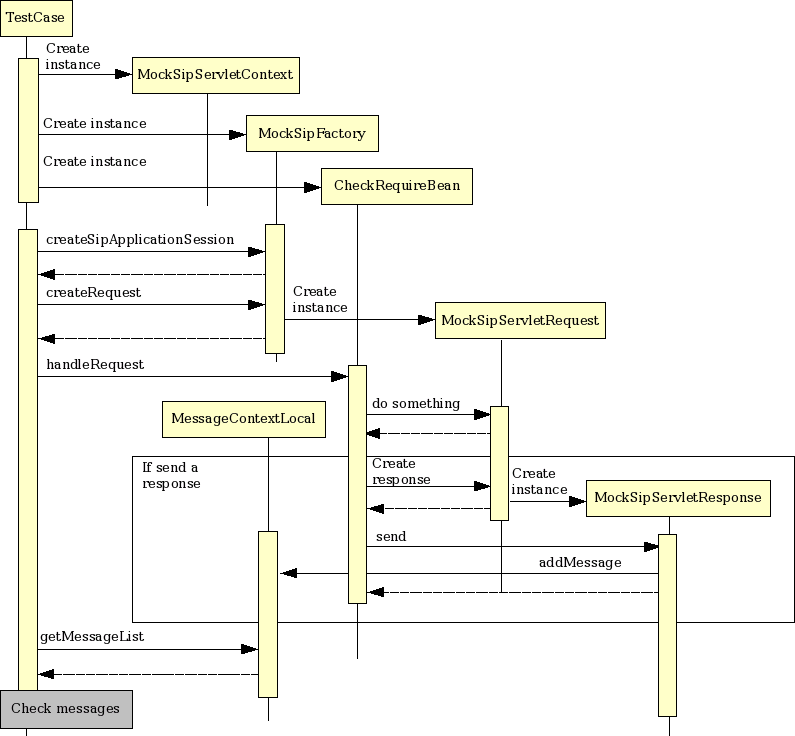 TestCase
Create
instance
MockSipServletContext
Create instance
MockSipFactory
Create instance
CheckRequireBean
createSipApplicationSession
createRequest
Create
instance
MockSipServletRequest
handleRequest
do something
MessageContextLocal
If send a
response
Create
response
Create
instance
MockSipServletResponse
send
addMessage
getMessageList
Check messages